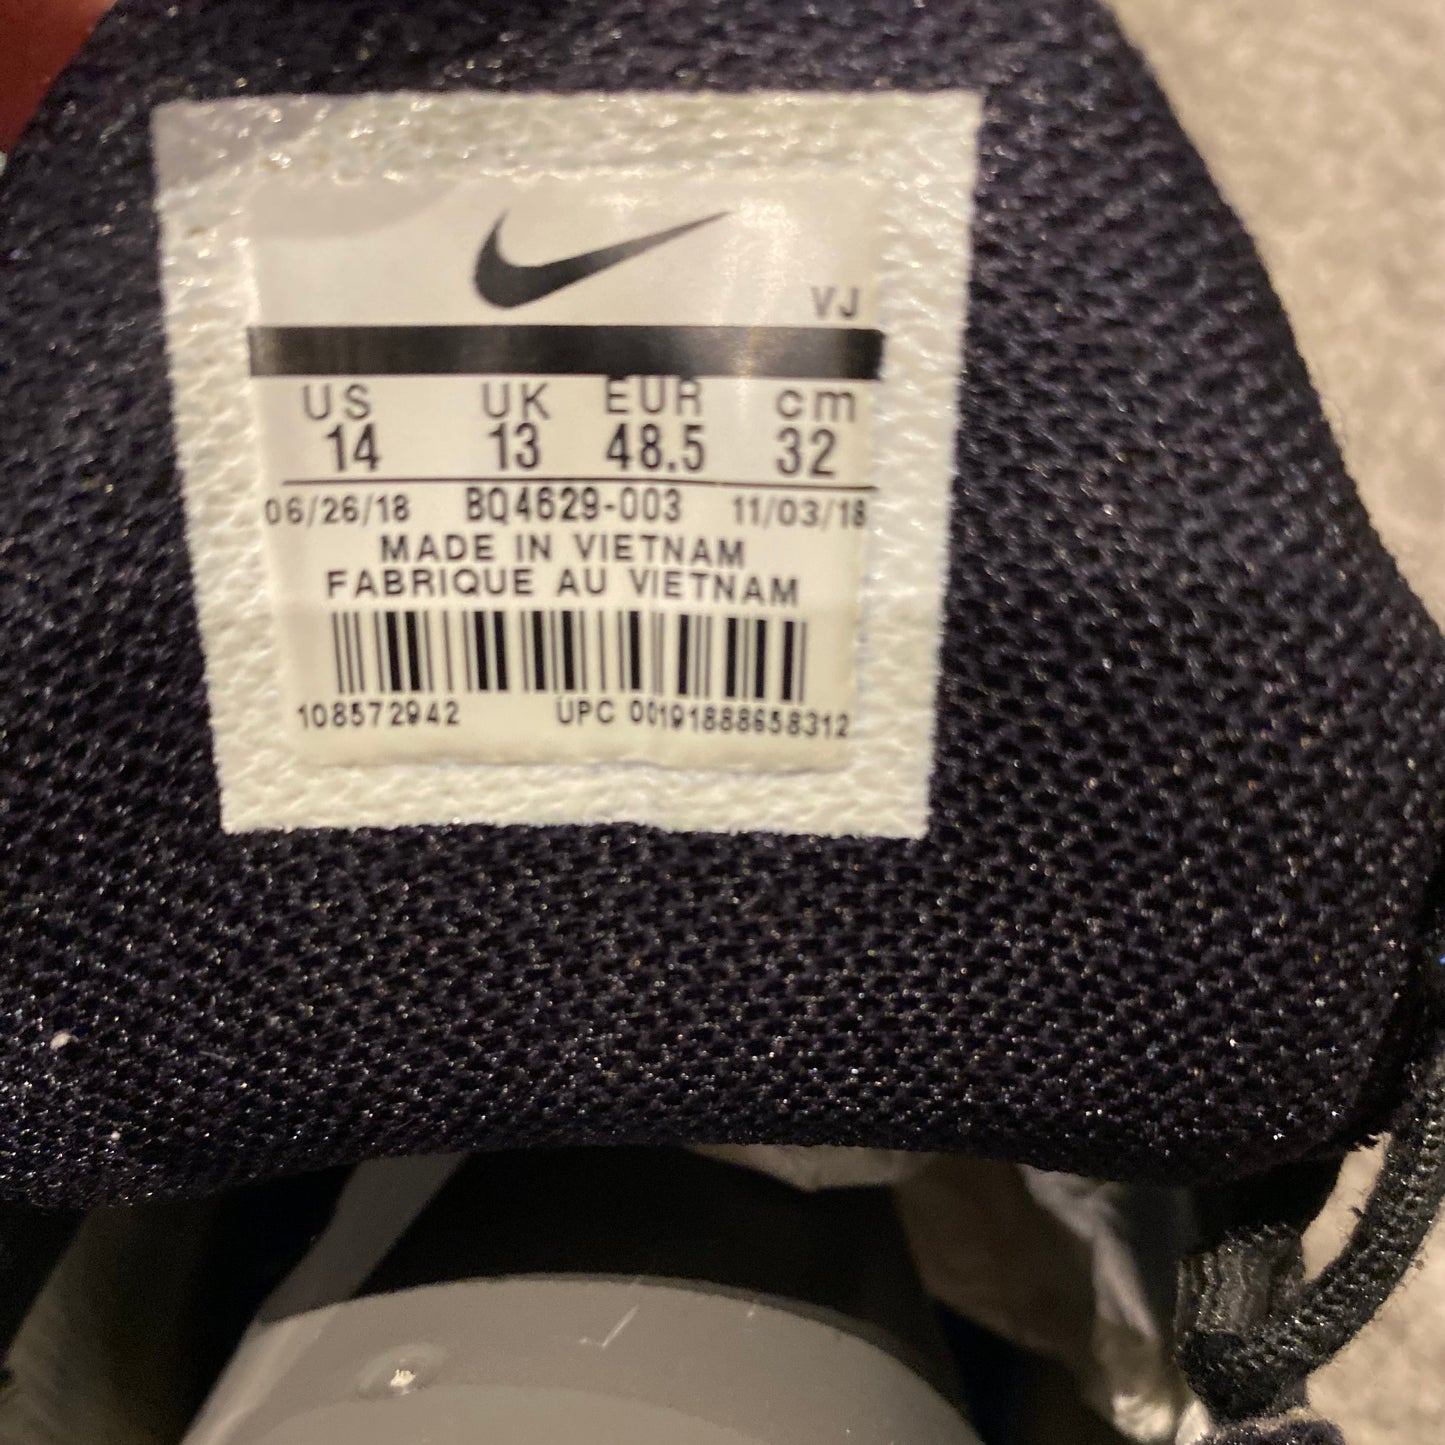 VJ
US UK EUR cm
14 13 48.5 32
06/26/18 BQ4629-003 11/03/18
MADE IN VIETNAM
FABRIQUE AU VIETNAM
108572942 UPC 00191888658312